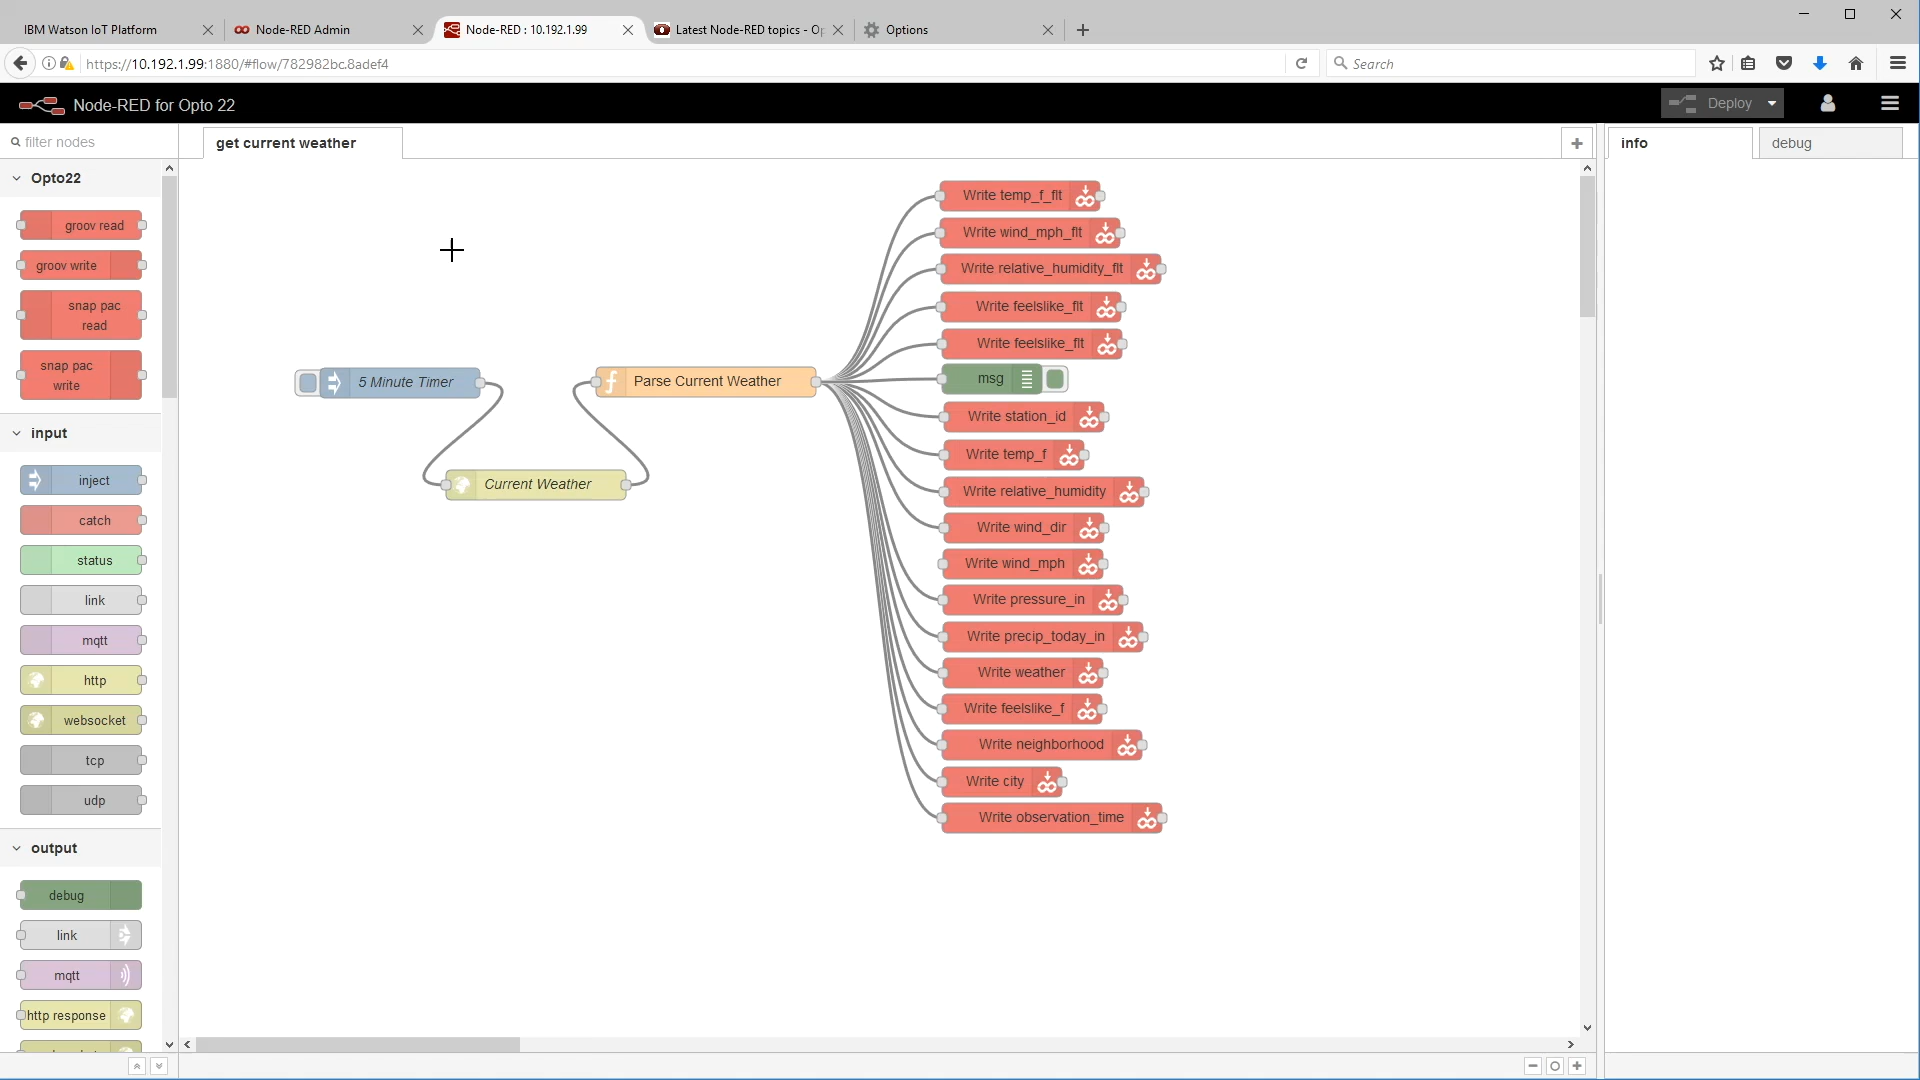 IBM Watson IoT Platform
Node-RED Admin
Node-RED : 10.192.1.99
Latest Node-RED topics - Op
Options
https://10.192.1.99:1880/#flow/782982bc.8adef4
Search
Node-RED for Opto 22
Deploy
filter nodes
get current weather
info
debug
Opto22
groov read
groov write
snap pac
read
snap pac
write
input
inject
catch
status
link
mqtt
http
websocket
tcp
udp
output
debug
link
mqtt
http response
5 Minute Timer
Current Weather
Parse Current Weather
Write temp_f_flt
Write wind_mph_flt
Write relative_humidity_flt
Write feelslike_flt
Write feelslike_flt
msg
Write station_id
Write temp_f
Write relative_humidity
Write wind_dir
Write wind_mph
Write pressure_in
Write precip_today_in
Write weather
Write feelslike_f
Write neighborhood
Write city
Write observation_time